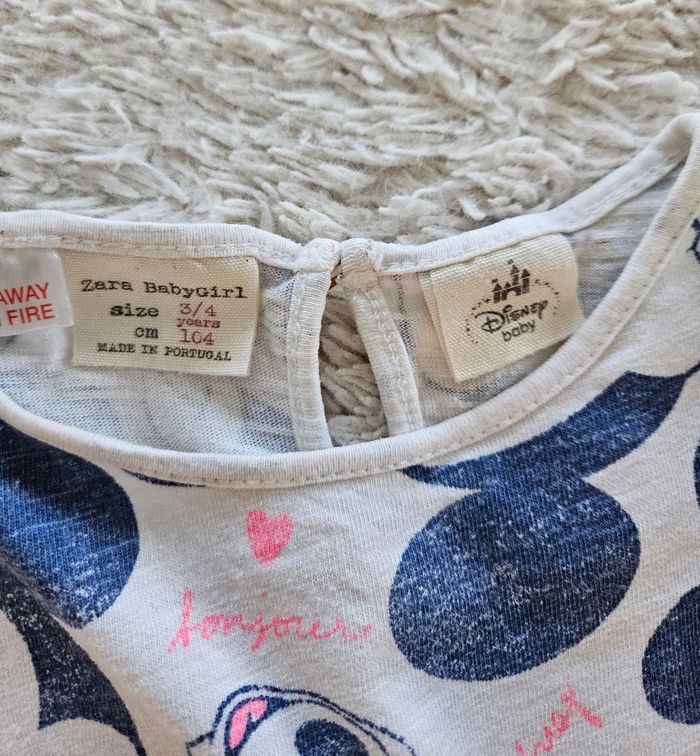 AWAY
FIRE
Zara BabyGirl
size 3/4
years
cm 104
MADE IN PORTUGAL
Disney
baby
bonjour